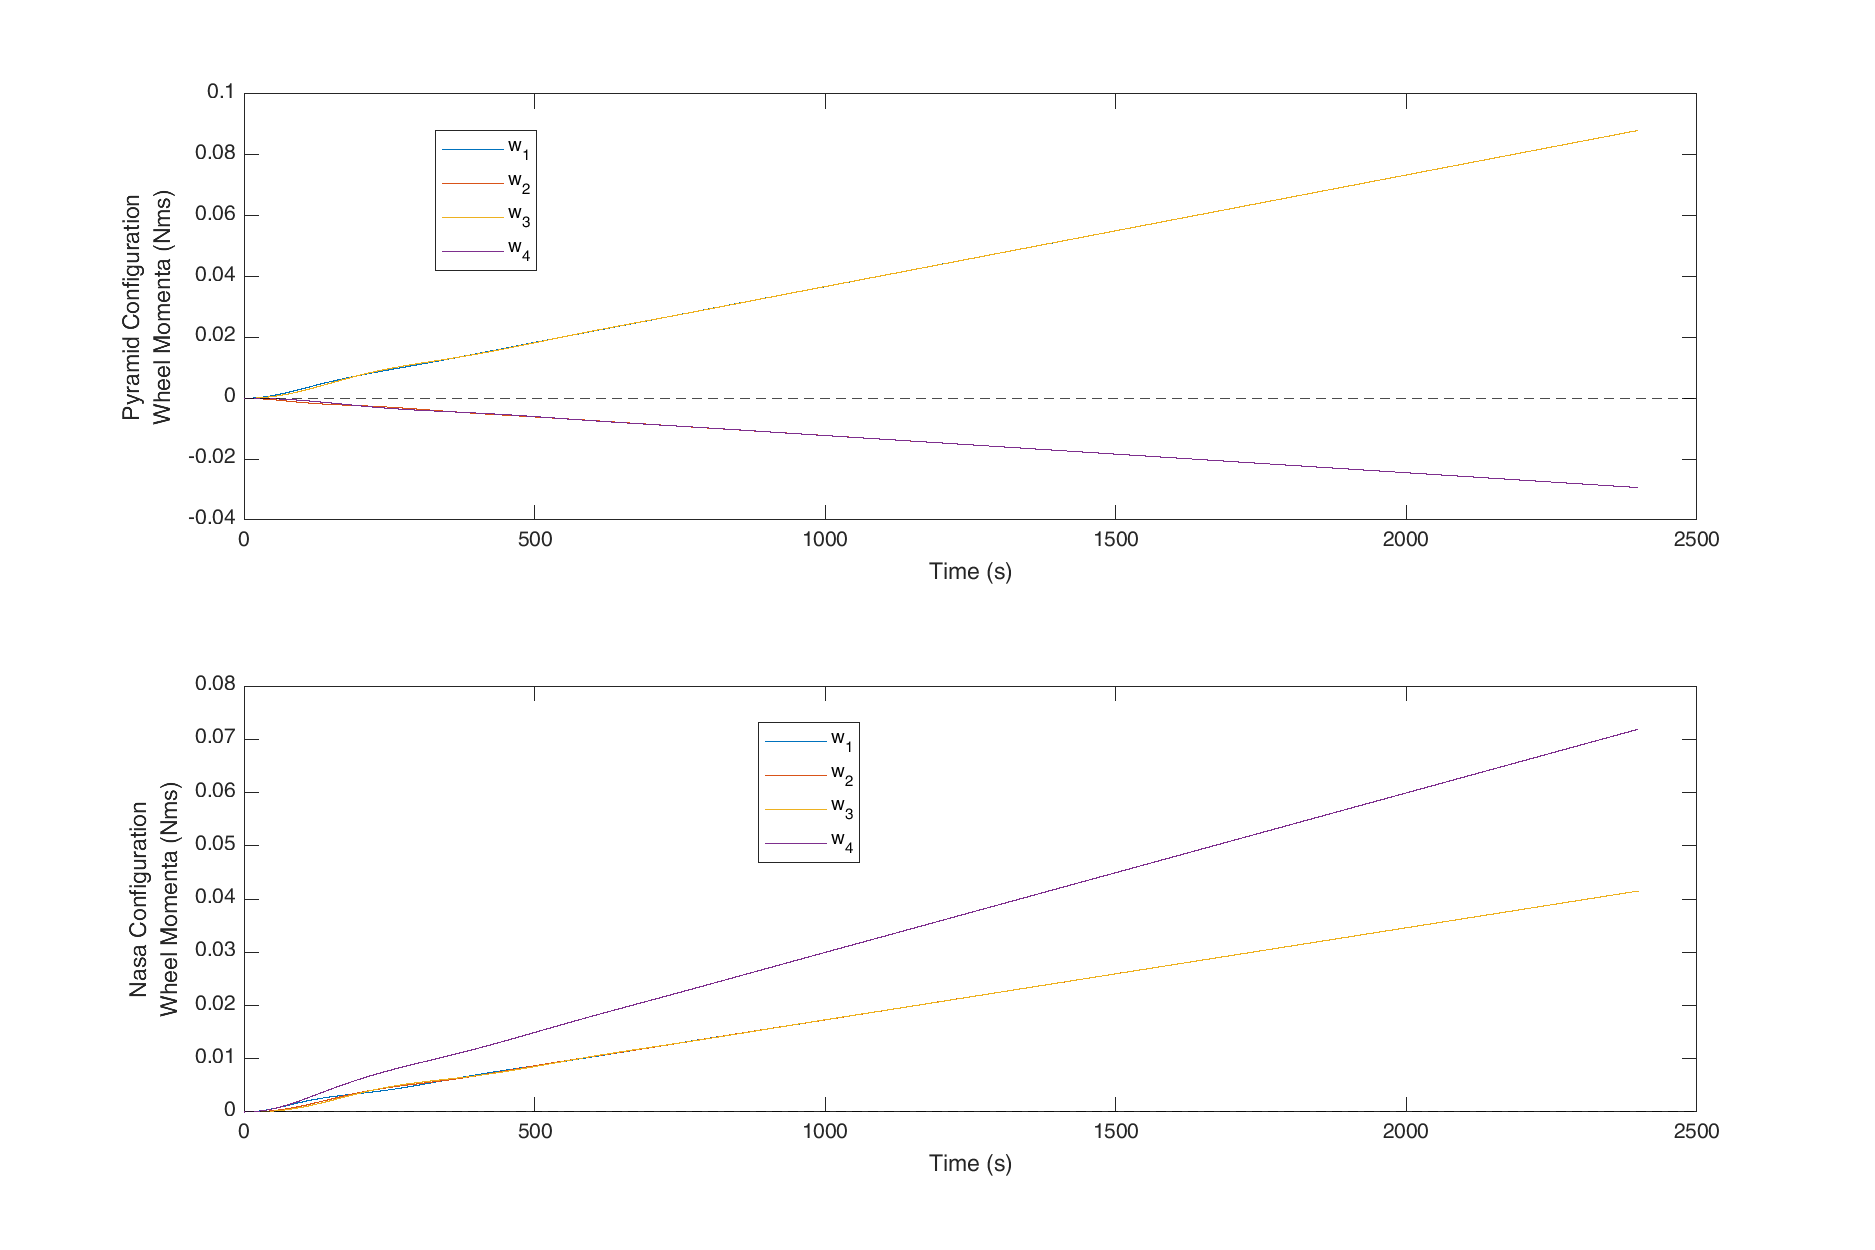 0.1
0.08
0.06
0.04
0.02
0
-0.02
-0.04
Pyramid Configuration
Wheel Momenta (Nms)
w1
w2
w3
w4
0 500 1000 1500 2000 2500
Time (s)
0.08
0.07
0.06
0.05
0.04
0.03
0.02
0.01
0
Nasa Configuration
Wheel Momenta (Nms)
w1
w2
w3
w4
0 500 1000 1500 2000 2500
Time (s)